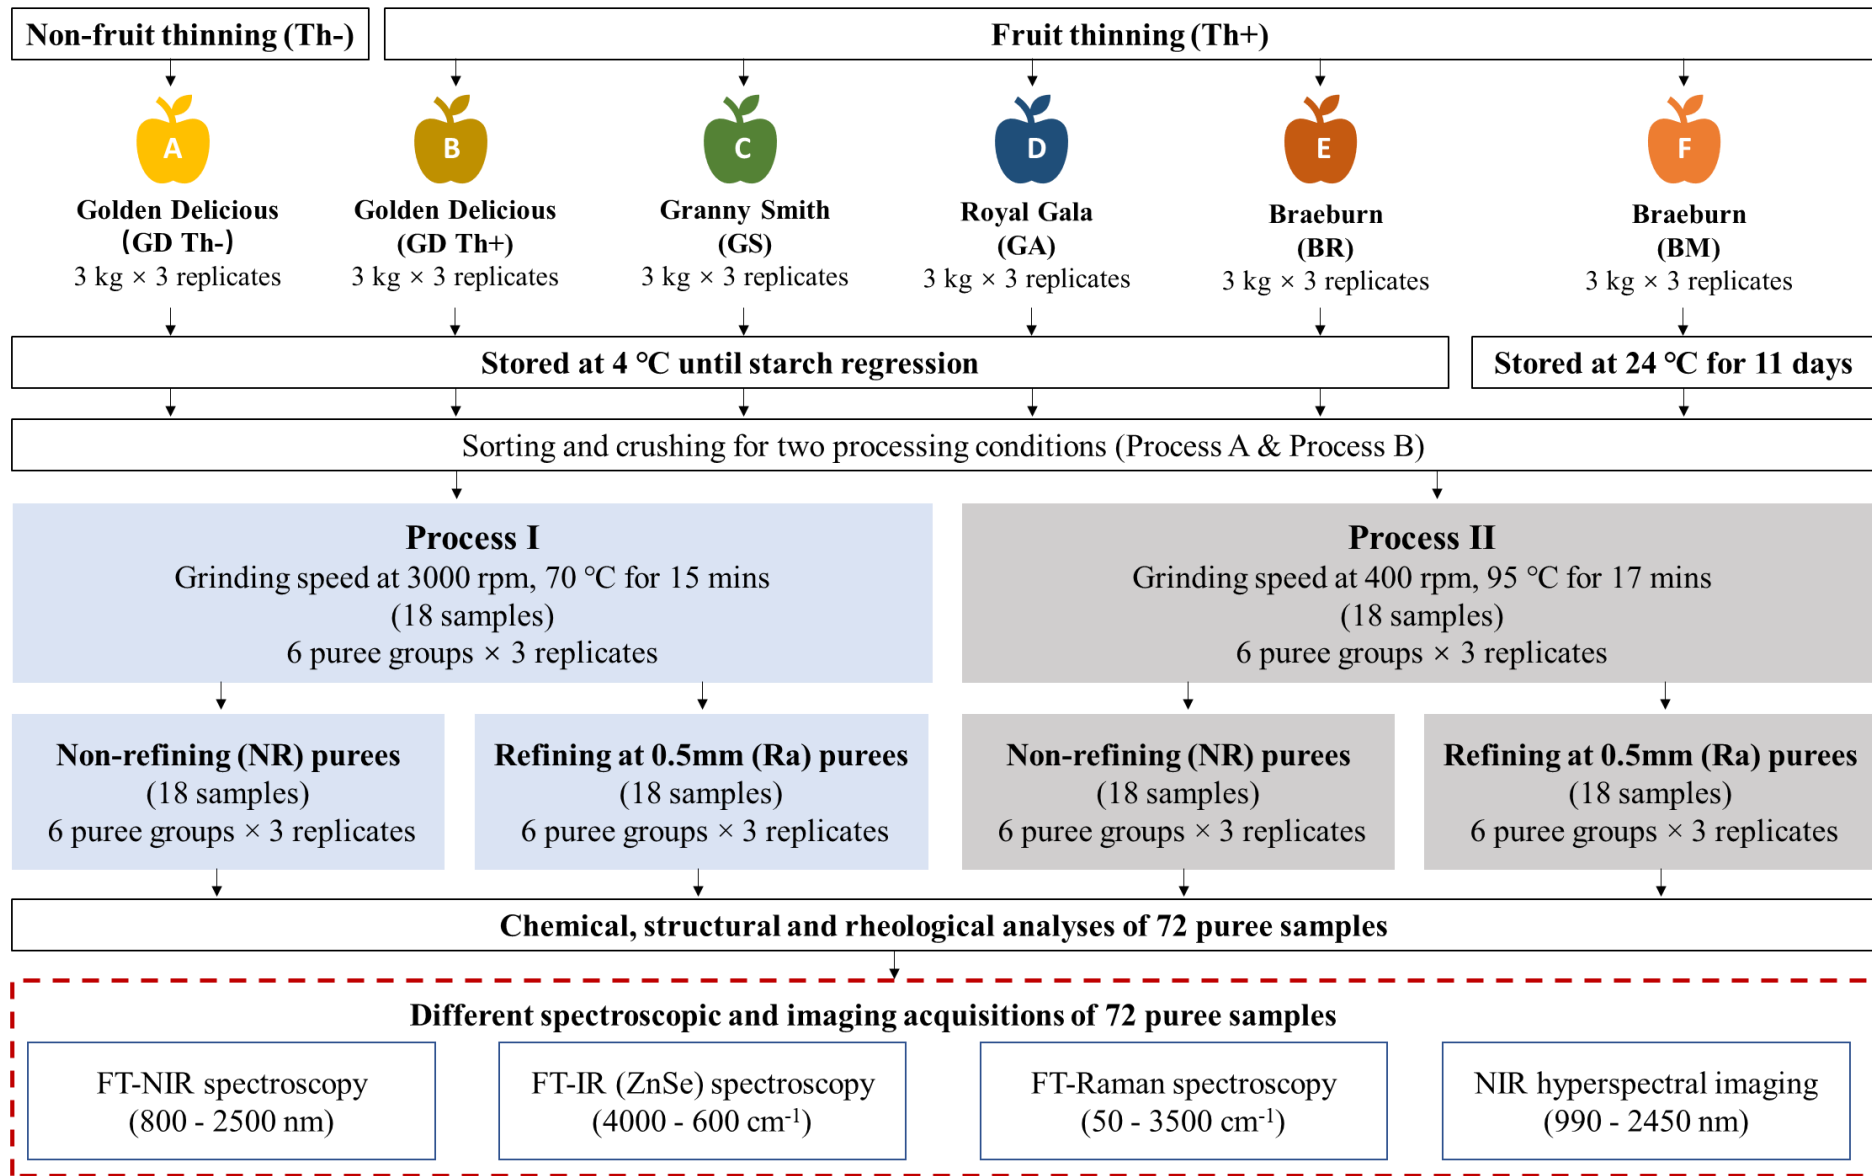 Non-fruit thinning (Th-)
Fruit thinning (Th+)
A
B
C
D
E
F
Golden Delicious
(GD Th-)
3 kg × 3 replicates
Golden Delicious
(GD Th+)
3 kg × 3 replicates
Granny Smith
(GS)
3 kg × 3 replicates
Royal Gala
(GA)
3 kg × 3 replicates
Braeburn
(BR)
3 kg × 3 replicates
Braeburn
(BM)
3 kg × 3 replicates
Stored at 4 °C until starch regression
Stored at 24 °C for 11 days
Sorting and crushing for two processing conditions (Process A & Process B)
Process I
Grinding speed at 3000 rpm, 70 °C for 15 mins
(18 samples)
6 puree groups × 3 replicates
Process II
Grinding speed at 400 rpm, 95 °C for 17 mins
(18 samples)
6 puree groups × 3 replicates
Non-refining (NR) purees
(18 samples)
6 puree groups × 3 replicates
Refining at 0.5mm (Ra) purees
(18 samples)
6 puree groups × 3 replicates
Non-refining (NR) purees
(18 samples)
6 puree groups × 3 replicates
Refining at 0.5mm (Ra) purees
(18 samples)
6 puree groups × 3 replicates
Chemical, structural and rheological analyses of 72 puree samples
Different spectroscopic and imaging acquisitions of 72 puree samples
FT-NIR spectroscopy
(800 - 2500 nm)
FT-IR (ZnSe) spectroscopy
(4000 - 600 cm⁻¹)
FT-Raman spectroscopy
(50 - 3500 cm⁻¹)
NIR hyperspectral imaging
(990 - 2450 nm)